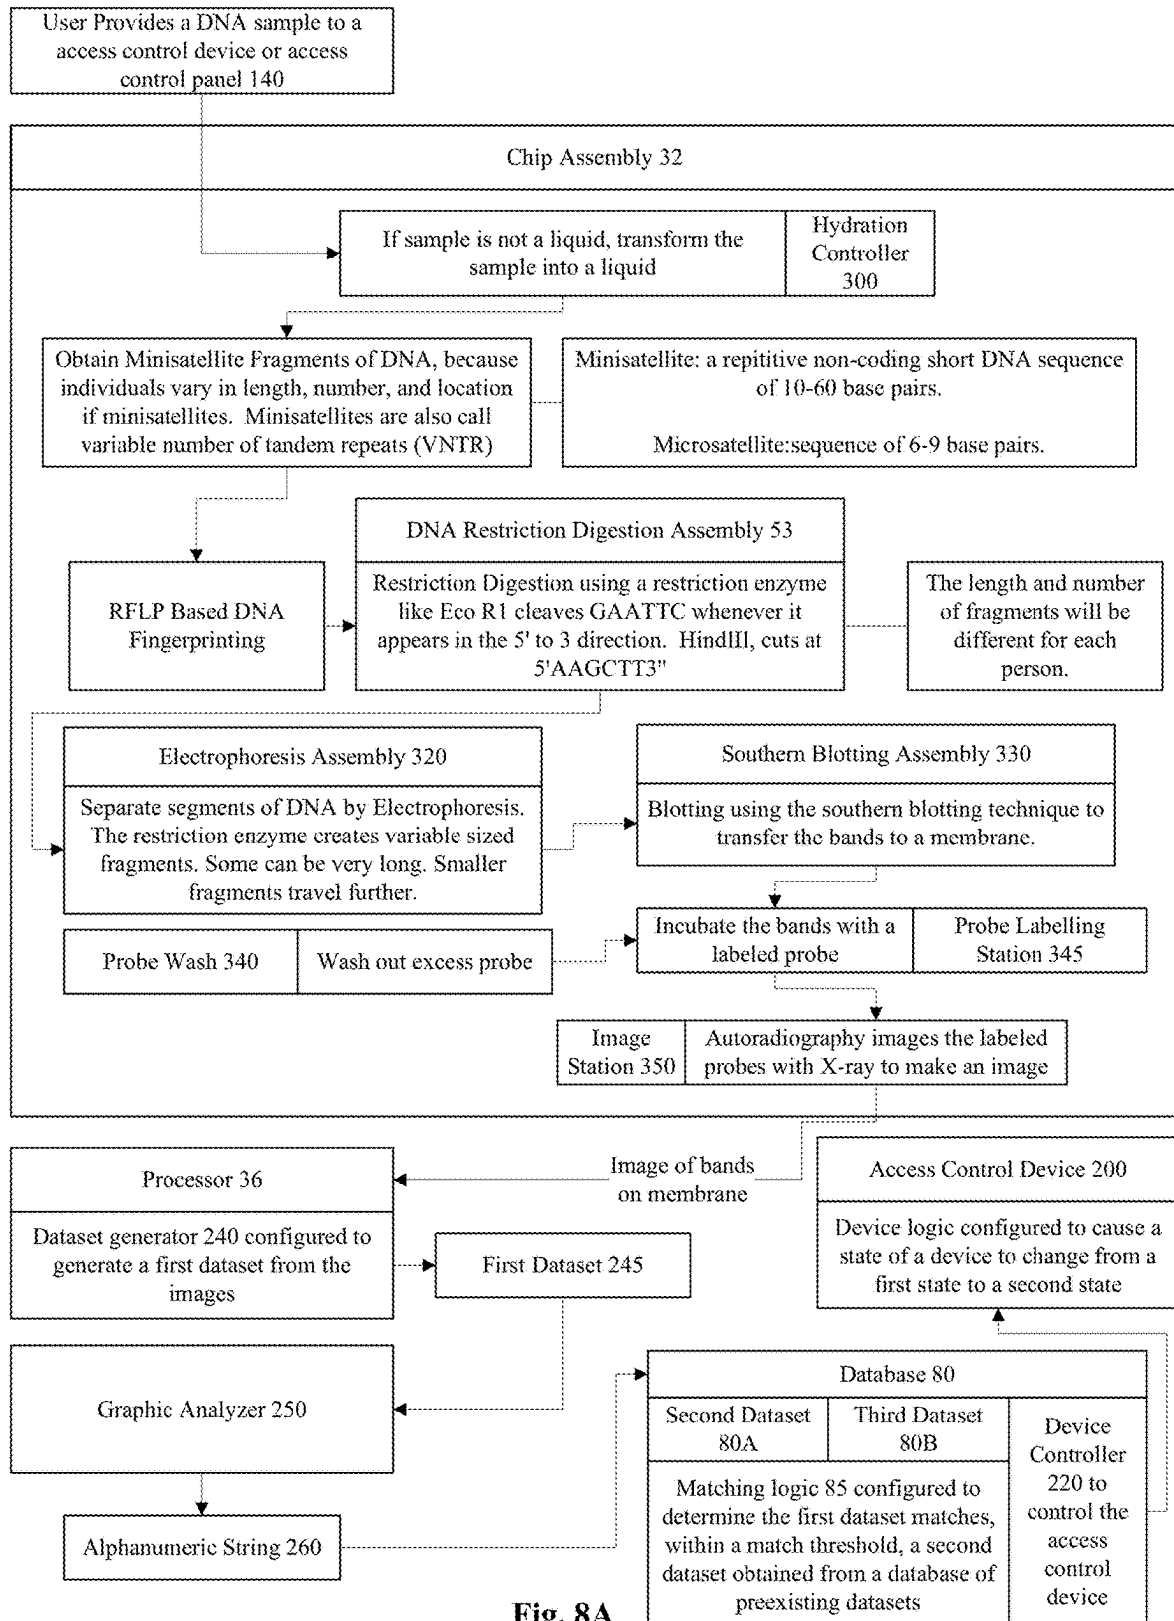 User Provides a DNA sample to a
access control device or access
control panel 140
Chip Assembly 32
If sample is not a liquid, transform the
sample into a liquid
Hydration
Controller
300
Obtain Minisatellite Fragments of DNA, because
individuals vary in length, number, and location
if minisatellites. Minisatellites are also call
variable number of tandem repeats (VNTR)
Minisatellite: a repititive non-coding short DNA sequence
of 10-60 base pairs.
Microsatellite:sequence of 6-9 base pairs.
RFLP Based DNA
Fingerprinting
DNA Restriction Digestion Assembly 53
Restriction Digestion using a restriction enzyme
like Eco R1 cleaves GAATTC whenever it
appears in the 5' to 3 direction. HindIII, cuts at
5'AAGCTT3"
The length and number
of fragments will be
different for each
person.
Electrophoresis Assembly 320
Separate segments of DNA by Electrophoresis.
The restriction enzyme creates variable sized
fragments. Some can be very long. Smaller
fragments travel further.
Southern Blotting Assembly 330
Blotting using the southern blotting technique to
transfer the bands to a membrane.
Probe Wash 340
Wash out excess probe
Incubate the bands with a
labeled probe
Probe Labelling
Station 345
Image
Station 350
Autoradiography images the labeled
probes with X-ray to make an image
Image of bands
on membrane
Processor 36
Dataset generator 240 configured to
generate a first dataset from the
images
First Dataset 245
Access Control Device 200
Device logic configured to cause a
state of a device to change from a
first state to a second state
Graphic Analyzer 250
Alphanumeric String 260
Database 80
Second Dataset
80A
Third Dataset
80B
Matching logic 85 configured to
determine the first dataset matches,
within a match threshold, a second
dataset obtained from a database of
preexisting datasets
Device
Controller
220 to
control the
access
control
device
Fig. 8A